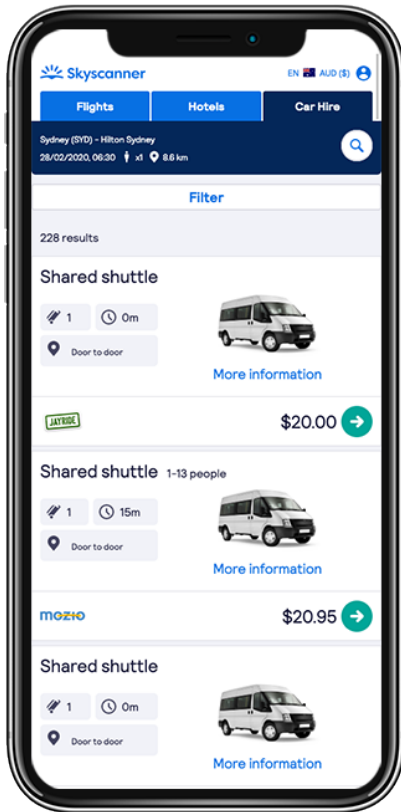 Skyscanner
EN AUD ($)
Flights Hotels Car Hire
Sydney (SYD) - Hilton Sydney
28/02/2020, 06:30 x1 8.6 km
Filter
228 results
Shared shuttle
1 0m
Door to door
More information
JAYRIDE $20.00
Shared shuttle 1-13 people
1 15m
Door to door
More information
mozio $20.95
Shared shuttle
1 0m
Door to door
More information